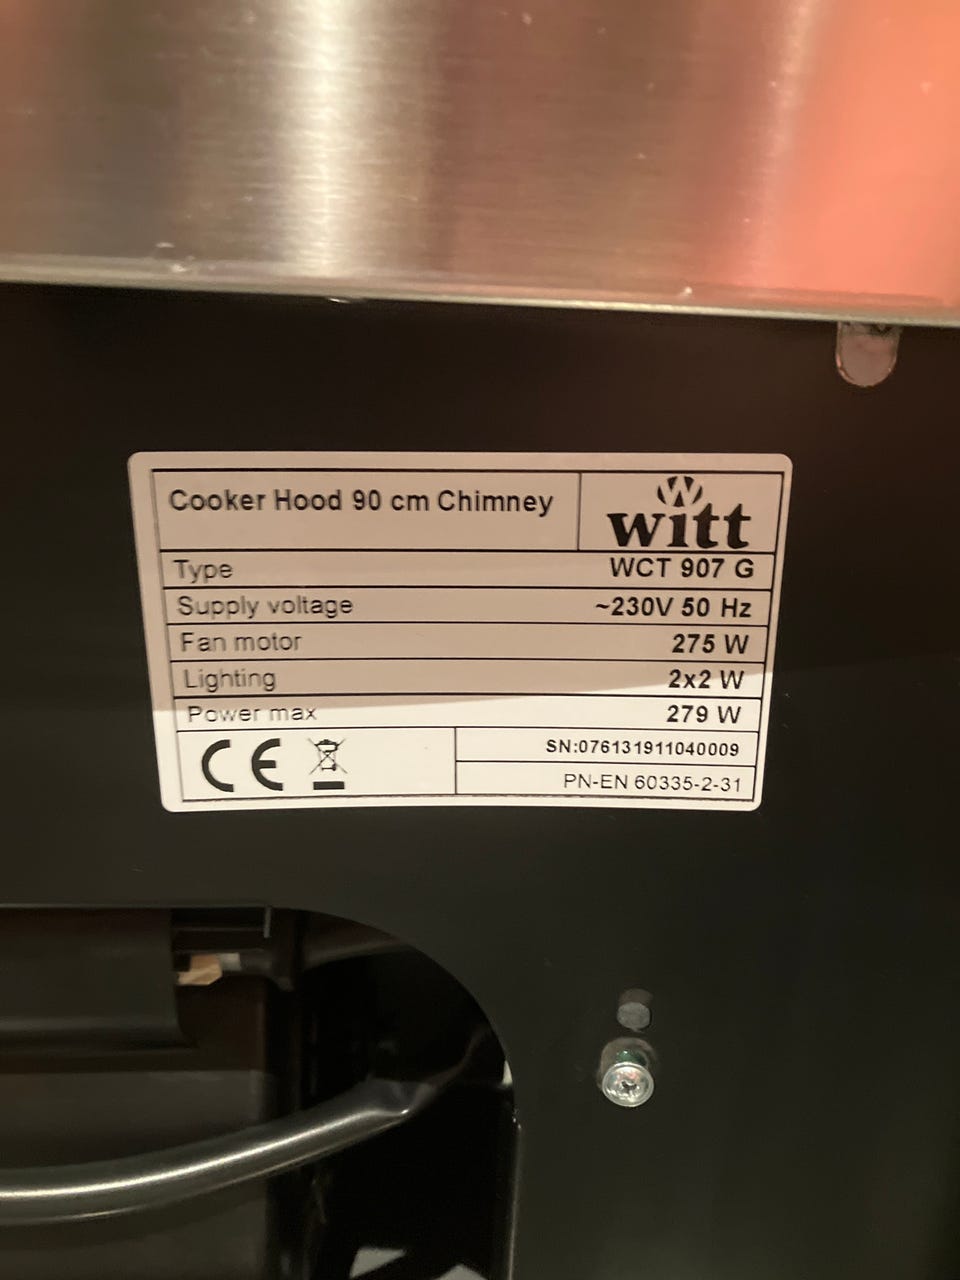 Cooker Hood 90 cm Chimney
W
witt
Type WCT 907 G
Supply voltage ~230V 50 Hz
Fan motor 275 W
Lighting 2x2 W
Power max 279 W
CE
SN:076131911040009
PN-EN 60335-2-31